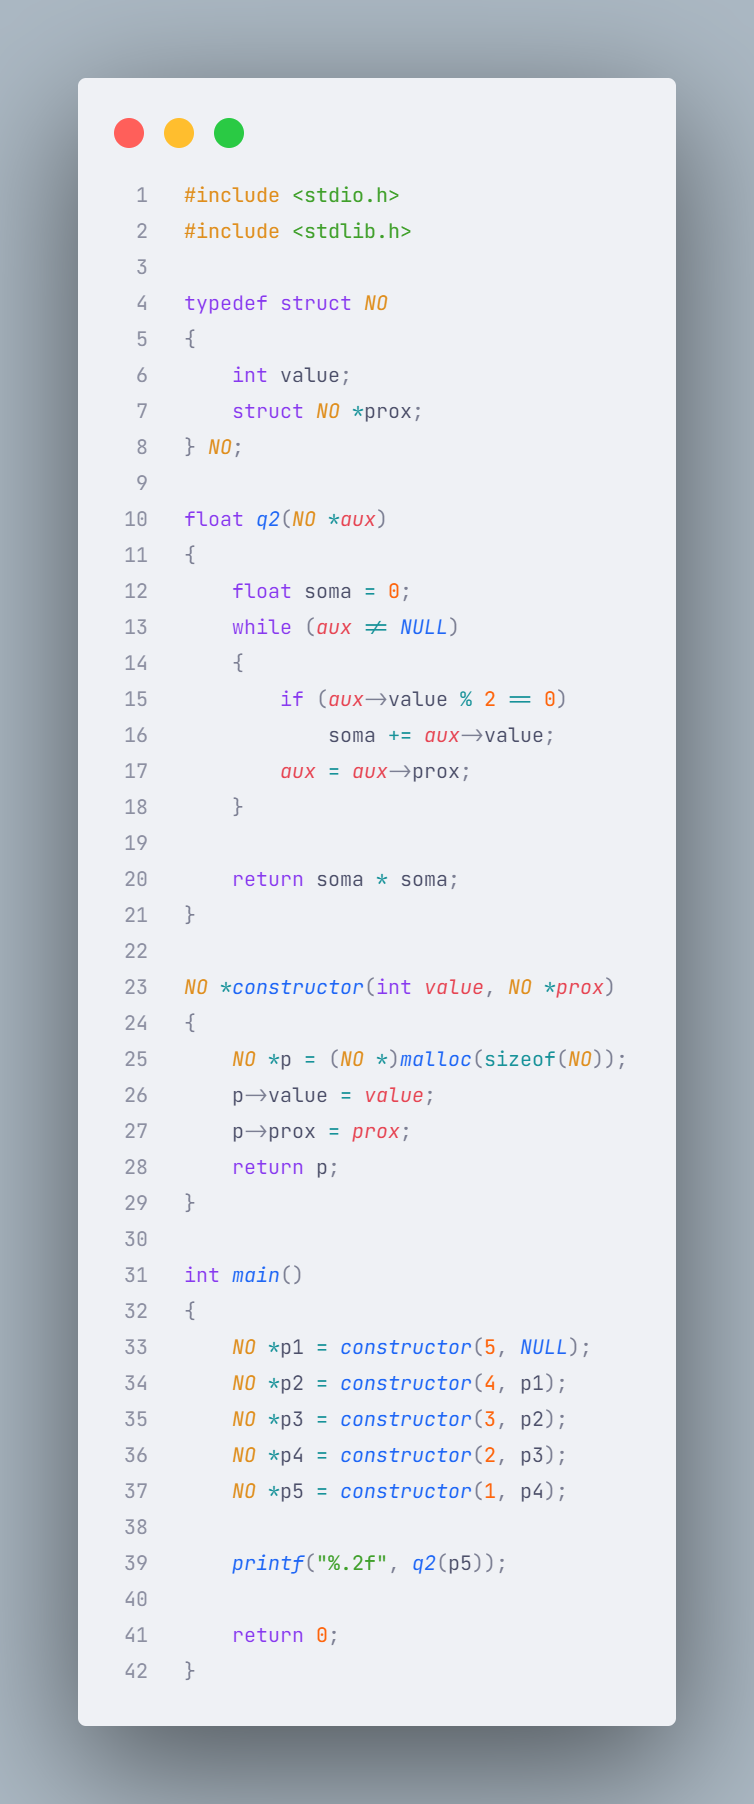 1 #include <stdio.h>
2 #include <stdlib.h>
3
4 typedef struct NO
5 {
6     int value;
7     struct NO *prox;
8 } NO;
9
10 float q2(NO *aux)
11 {
12     float soma = 0;
13     while (aux != NULL)
14     {
15         if (aux->value % 2 == 0)
16             soma += aux->value;
17         aux = aux->prox;
18     }
19
20     return soma * soma;
21 }
22
23 NO *constructor(int value, NO *prox)
24 {
25     NO *p = (NO *)malloc(sizeof(NO));
26     p->value = value;
27     p->prox = prox;
28     return p;
29 }
30
31 int main()
32 {
33     NO *p1 = constructor(5, NULL);
34     NO *p2 = constructor(4, p1);
35     NO *p3 = constructor(3, p2);
36     NO *p4 = constructor(2, p3);
37     NO *p5 = constructor(1, p4);
38
39     printf("%.2f", q2(p5));
40
41     return 0;
42 }